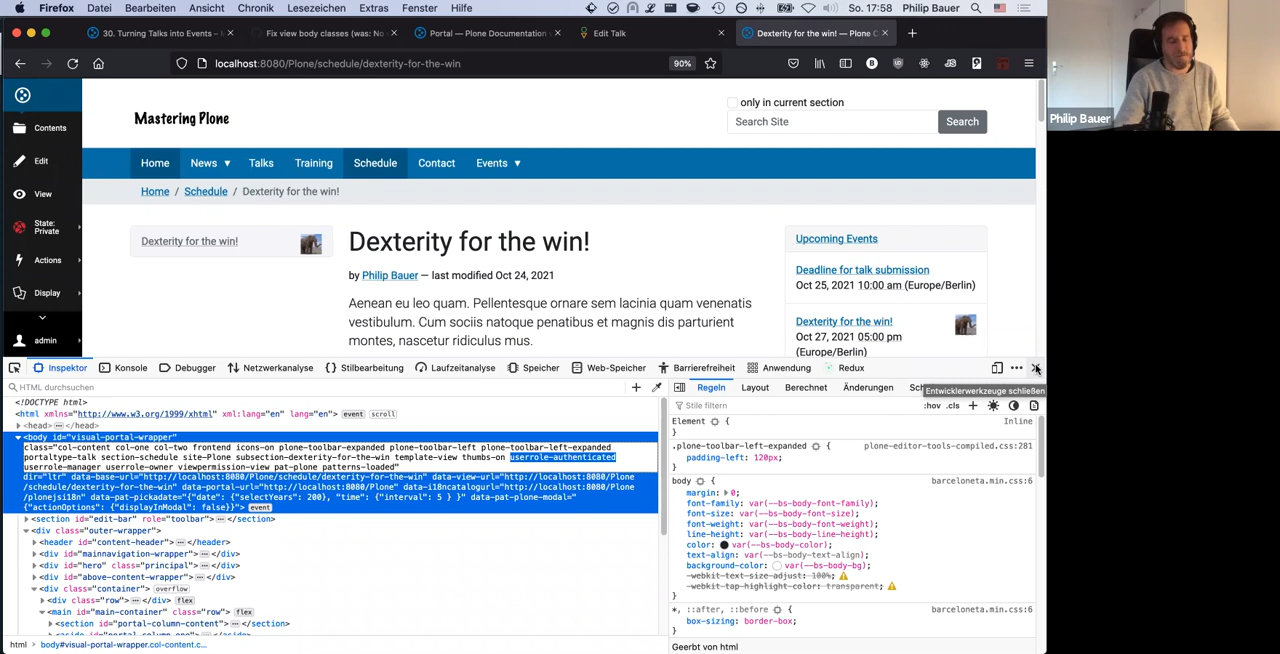 Firefox Datei Bearbeiten Ansicht Chronik Lesezeichen Extras Fenster Hilfe So. 17:58 Philip Bauer
30. Turning Talks into Events – Fix view body classes (was: No Portal — Plone Documentation Edit Talk Dexterity for the win! — Plone C
localhost:8080/Plone/schedule/dexterity-for-the-win 90%
Philip Bauer
Contents
Edit
View
State: Private
Actions
Display
admin
Mastering Plone
only in current section
Search Site Search
Home News ▾ Talks Training Schedule Contact Events ▾
Home / Schedule / Dexterity for the win!
Dexterity for the win!
Dexterity for the win!
by Philip Bauer — last modified Oct 24, 2021
Aenean eu leo quam. Pellentesque ornare sem lacinia quam venenatis
vestibulum. Cum sociis natoque penatibus et magnis dis parturient
montes, nascetur ridiculus mus.
Upcoming Events
Deadline for talk submission
Oct 25, 2021 10:00 am (Europe/Berlin)
Dexterity for the win!
Oct 27, 2021 05:00 pm
(Europe/Berlin)
Inspektor Konsole Debugger Netzwerkanalyse Stilbearbeitung Laufzeitanalyse Speicher Web-Speicher Barrierefreiheit Anwendung Redux
Entwicklerwerkzeuge schließen
HTML durchsuchen
<!DOCTYPE html>
<html xmlns="http://www.w3.org/1999/xhtml" xml:lang="en" lang="en"> event scroll
<head> </head>
<body id="visual-portal-wrapper"
class="col-content col-one col-two frontend icons-on plone-toolbar-expanded plone-toolbar-left plone-toolbar-left-expanded
portaltype-talk section-schedule site-Plone subsection-dexterity-for-the-win template-view thumbs-on userrole-authenticated
userrole-manager userrole-owner viewpermission-view pat-plone patterns-loaded"
dir="ltr" data-base-url="http://localhost:8080/Plone/schedule/dexterity-for-the-win" data-view-url="http://localhost:8080/Plone
/schedule/dexterity-for-the-win" data-portal-url="http://localhost:8080/Plone" data-i18ncatalogurl="http://localhost:8080/Plone
/plonejsi18n" data-pat-pickadate="{"date": {"selectYears": 200}, "time": {"interval": 5 } }" data-pat-plone-modal="
{"actionOptions": {"displayInModal": false}}"> event
<section id="edit-bar" role="toolbar"> </section>
<div class="outer-wrapper">
<header id="content-header"> </header>
<div id="mainnavigation-wrapper"> </div>
<div id="hero" class="principal"> </div>
<div id="above-content-wrapper"> </div>
<div class="container"> overflow
<div class="row"> </div> flex
<main id="main-container" class="row"> flex
<section id="portal-column-content"> </section>
html body#visual-portal-wrapper.col-content.c...
Regeln Layout Berechnet Änderungen Sch
Stile filtern :hov .cls
Element { Inline
}
.plone-toolbar-left-expanded { plone-editor-tools-compiled.css:281
padding-left: 120px;
}
body { barceloneta.min.css:6
margin: 0;
font-family: var(--bs-body-font-family);
font-size: var(--bs-body-font-size);
font-weight: var(--bs-body-font-weight);
line-height: var(--bs-body-line-height);
color: var(--bs-body-color);
text-align: var(--bs-body-text-align);
background-color: var(--bs-body-bg);
-webkit-text-size-adjust: 100%;
-webkit-tap-highlight-color: transparent;
}
*, ::after, ::before { barceloneta.min.css:6
box-sizing: border-box;
}
Geerbt von html